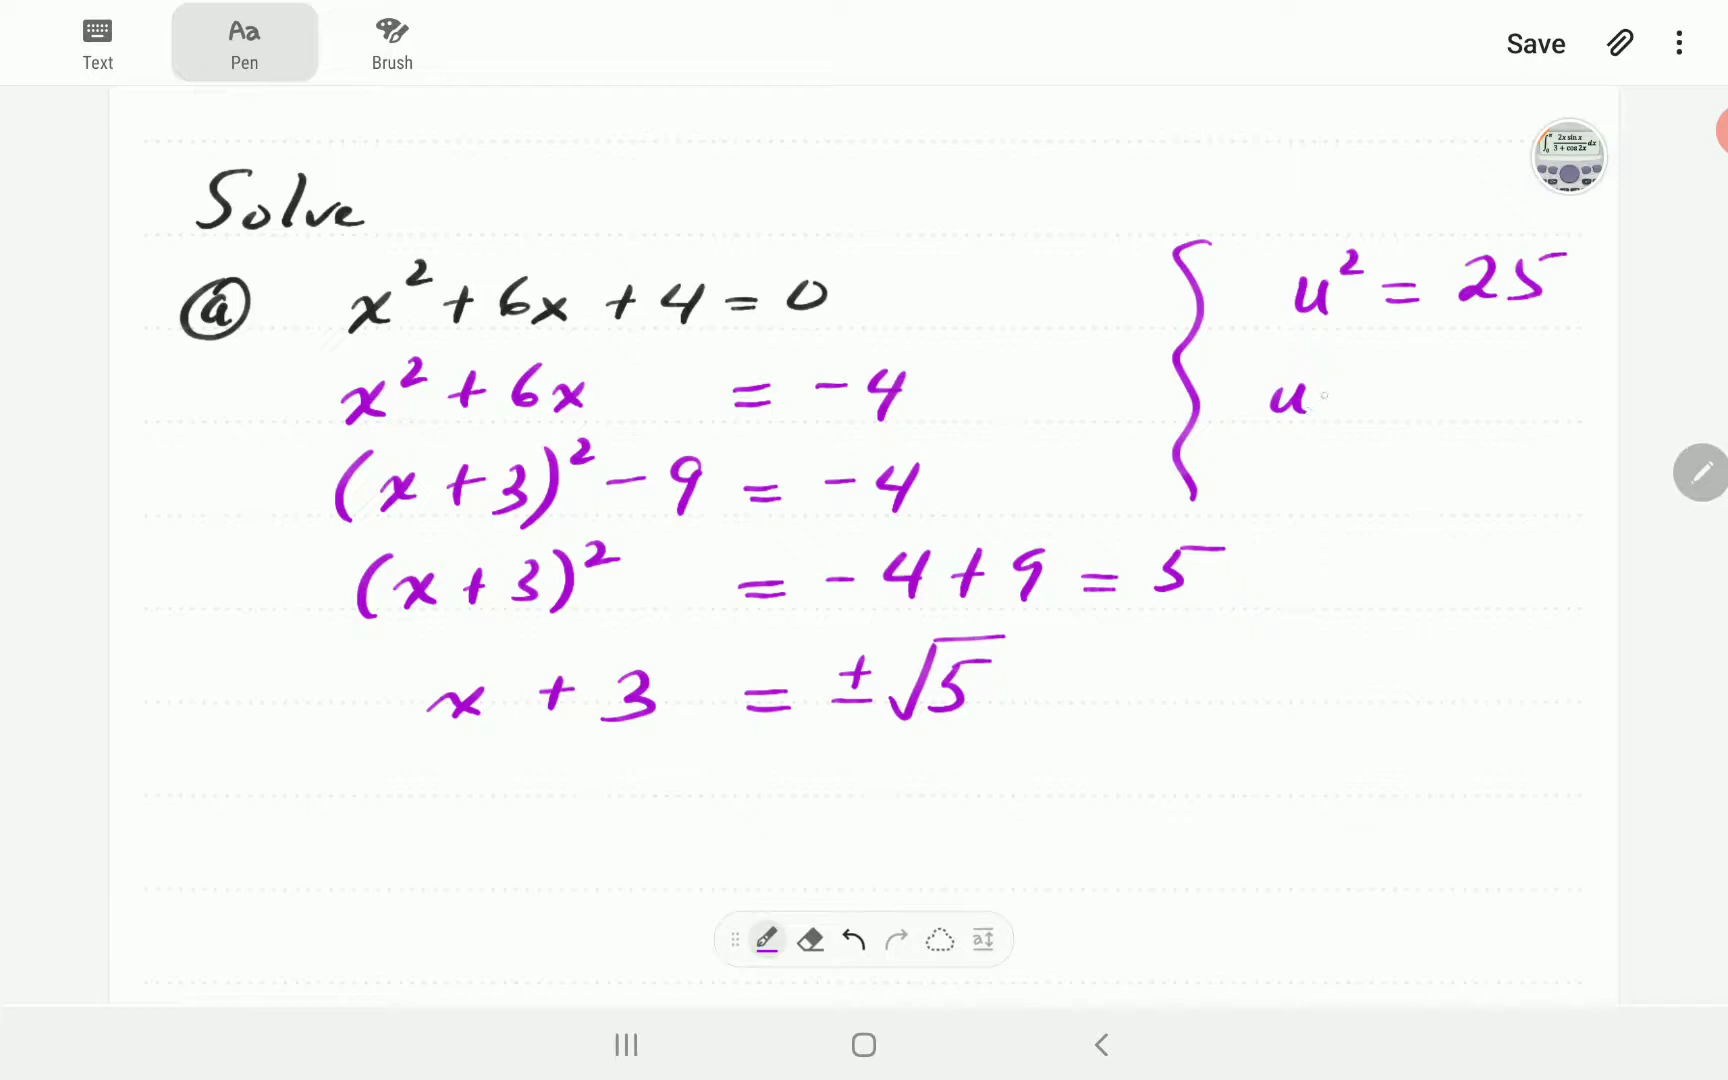 Text
Aa
Pen
Brush
Save
Solve
ⓐ x² + 6x + 4 = 0
x² + 6x = -4
(x + 3)² - 9 = -4
(x + 3)² = -4 + 9 = 5
x + 3 = ±√5
u² = 25
u